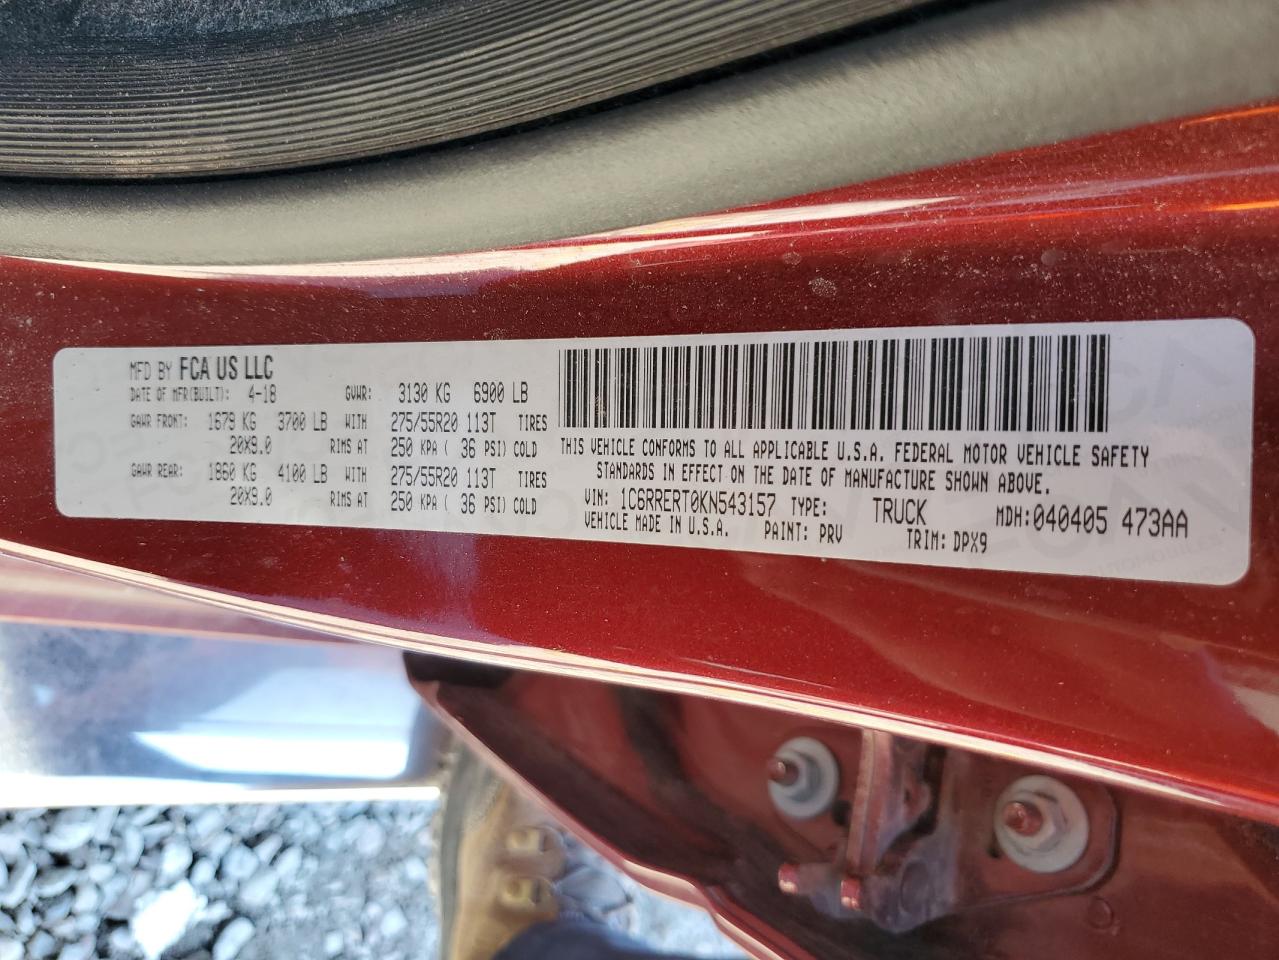 MFD BY FCA US LLC
DATE OF MFR(BUILT): 4-18 GVWR: 3130 KG 6900 LB
GAWR FRONT: 1679 KG 3700 LB WITH 275/55R20 113T TIRES
20X9.0 RIMS AT 250 KPA ( 36 PSI) COLD
GAWR REAR: 1860 KG 4100 LB WITH 275/55R20 113T TIRES
20X9.0 RIMS AT 250 KPA ( 36 PSI) COLD
THIS VEHICLE CONFORMS TO ALL APPLICABLE U.S.A. FEDERAL MOTOR VEHICLE SAFETY
STANDARDS IN EFFECT ON THE DATE OF MANUFACTURE SHOWN ABOVE.
VIN: 1C6RRERT0KN543157 TYPE: TRUCK MDH:040405 473AA
VEHICLE MADE IN U.S.A. PAINT: PRV TRIM: DPX9